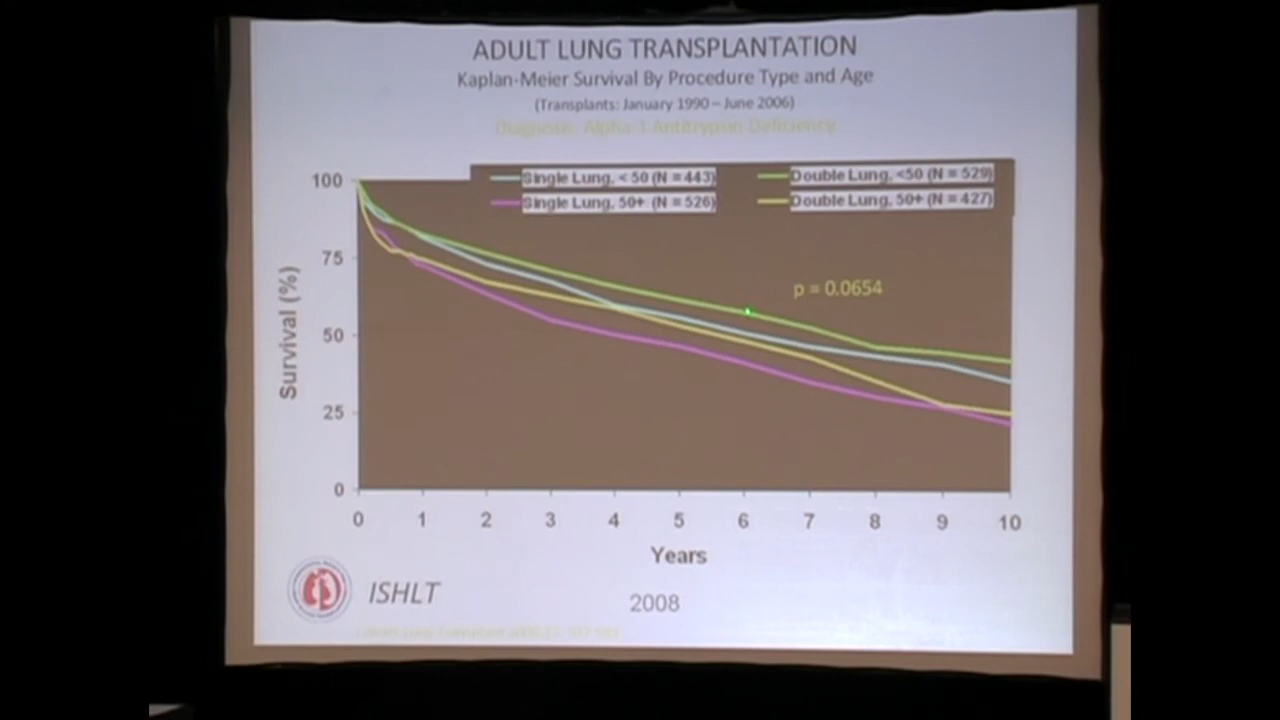 ADULT LUNG TRANSPLANTATION
Kaplan-Meier Survival By Procedure Type and Age
(Transplants: January 1990 – June 2006)
Diagnosis: Alpha-1 Antitrypsin Deficiency
Single Lung, < 50 (N = 443)
Double Lung, <50 (N = 529)
Single Lung, 50+ (N = 526)
Double Lung, 50+ (N = 427)
p = 0.0654
Survival (%)
100
75
50
25
0
0 1 2 3 4 5 6 7 8 9 10
Years
ISHLT
2008